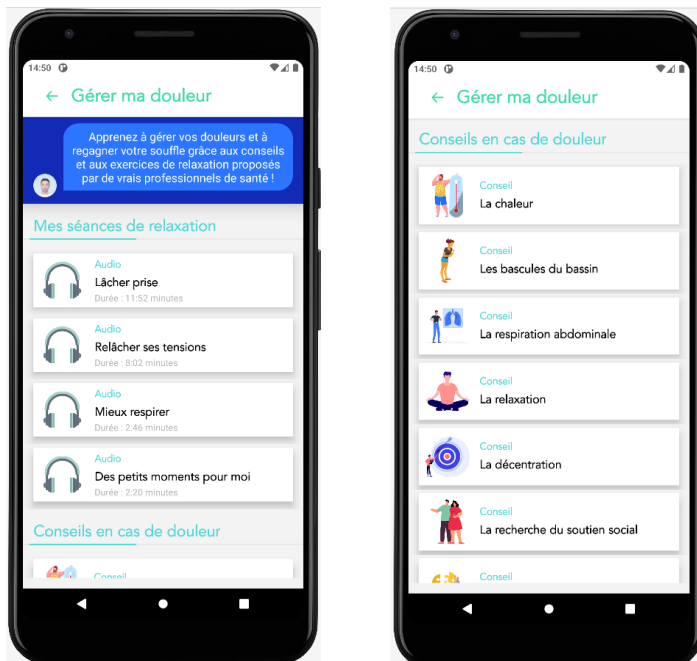 14:50
← Gérer ma douleur
Apprenez à gérer vos douleurs et à
regagner votre souffle grâce aux conseils
et aux exercices de relaxation proposés
par de vrais professionnels de santé !
Mes séances de relaxation
Audio
Lâcher prise
Durée : 11:52 minutes
Audio
Relâcher ses tensions
Durée : 8:02 minutes
Audio
Mieux respirer
Durée : 2:46 minutes
Audio
Des petits moments pour moi
Durée : 2:20 minutes
Conseils en cas de douleur
Conseil
14:50
← Gérer ma douleur
Conseils en cas de douleur
Conseil
La chaleur
Conseil
Les bascules du bassin
Conseil
La respiration abdominale
Conseil
La relaxation
Conseil
La décentration
Conseil
La recherche du soutien social
Conseil